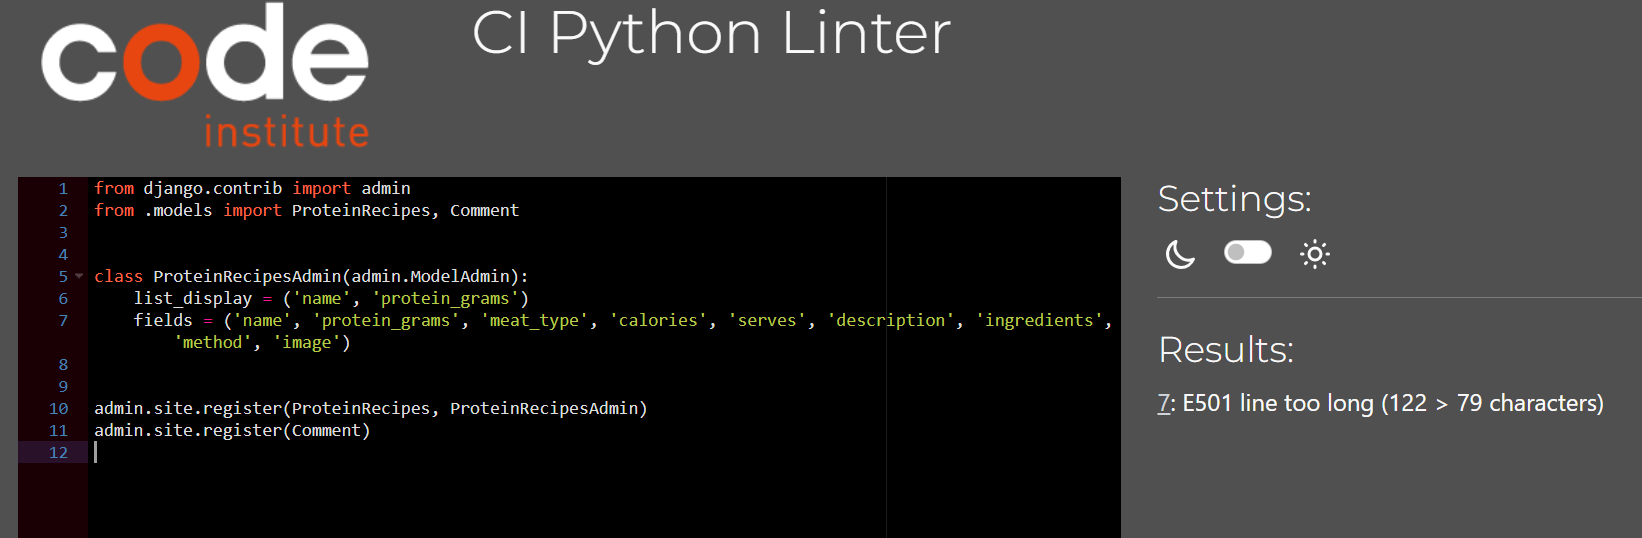 code
institute
CI Python Linter
1 from django.contrib import admin
2 from .models import ProteinRecipes, Comment
3
4
5 class ProteinRecipesAdmin(admin.ModelAdmin):
6     list_display = ('name', 'protein_grams')
7     fields = ('name', 'protein_grams', 'meat_type', 'calories', 'serves', 'description', 'ingredients',
        'method', 'image')
8
9
10 admin.site.register(ProteinRecipes, ProteinRecipesAdmin)
11 admin.site.register(Comment)
12
Settings:
Results:
7: E501 line too long (122 > 79 characters)